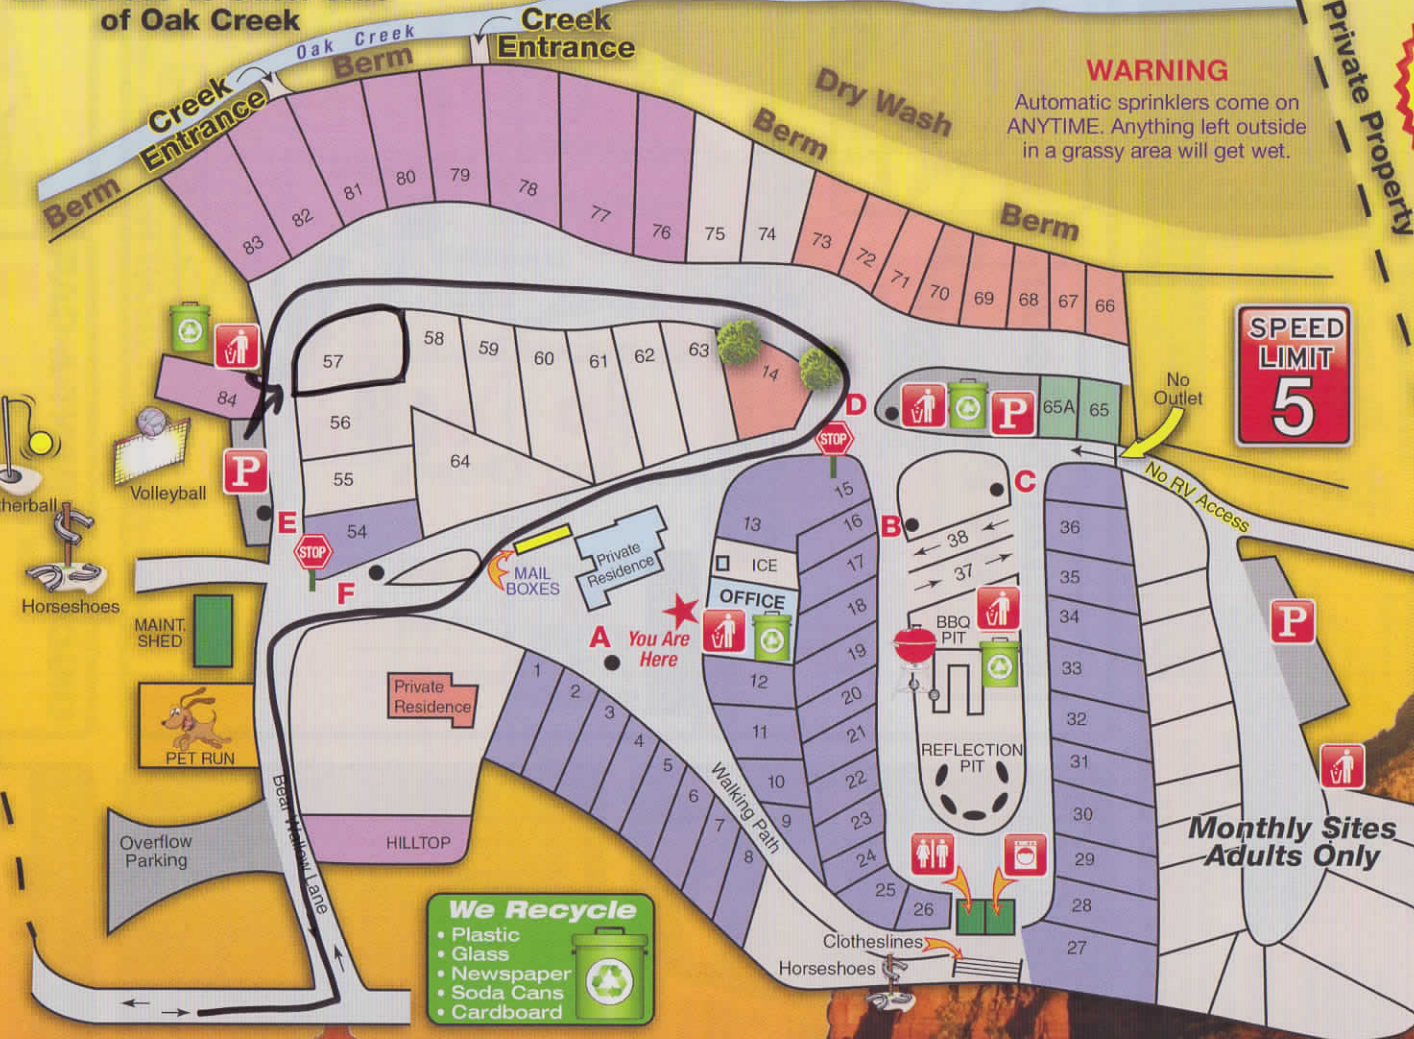 of Oak Creek
Creek
Entrance
Oak Creek
Berm
Creek
Entrance
Berm
Dry Wash
Berm
Berm
WARNING
Automatic sprinklers come on
ANYTIME. Anything left outside
in a grassy area will get wet.
Private Property
83
82
81
80
79
78
77
76
75
74
73
72
71
70
69
68
67
66
SPEED
LIMIT
5
No
Outlet
No RV Access
57
58
59
60
61
62
63
14
56
55
54
64
84
P
Volleyball
Horseshoes
E
STOP
F
D
STOP
P
65A
65
C
B
MAIL
BOXES
Private
Residence
A
You Are
Here
13
ICE
OFFICE
12
11
10
9
15
16
17
18
19
20
21
22
23
24
25
26
38
37
BBQ
PIT
REFLECTION
PIT
36
35
34
33
32
31
30
29
28
27
P
Monthly Sites
Adults Only
MAINT.
SHED
PET RUN
Private
Residence
HILLTOP
Overflow
Parking
Bear Wallow Lane
1
2
3
4
5
6
7
8
Walking Path
Clotheslines
Horseshoes
We Recycle
• Plastic
• Glass
• Newspaper
• Soda Cans
• Cardboard